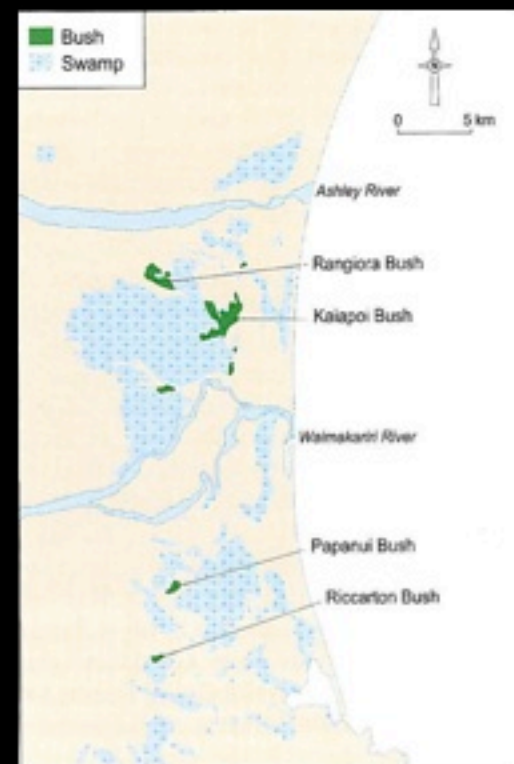 Bush
Swamp
N
0 5 km
Ashley River
Rangiora Bush
Kaiapoi Bush
Waimakariri River
Papanui Bush
Riccarton Bush